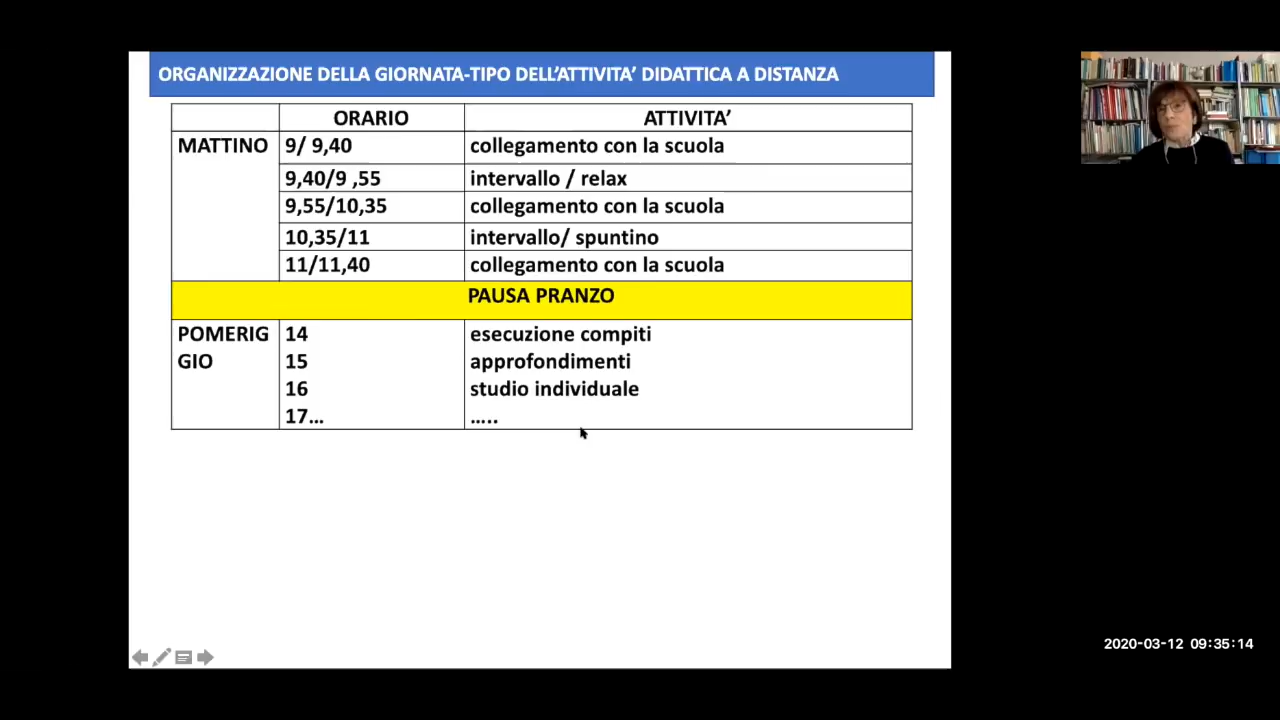 ORGANIZZAZIONE DELLA GIORNATA-TIPO DELL'ATTIVITA' DIDATTICA A DISTANZA
ORARIO ATTIVITA'
MATTINO 9/ 9,40 collegamento con la scuola
9,40/9 ,55 intervallo / relax
9,55/10,35 collegamento con la scuola
10,35/11 intervallo/ spuntino
11/11,40 collegamento con la scuola
PAUSA PRANZO
POMERIG 14 esecuzione compiti
GIO 15 approfondimenti
16 studio individuale
17... .....
2020-03-12 09:35:14